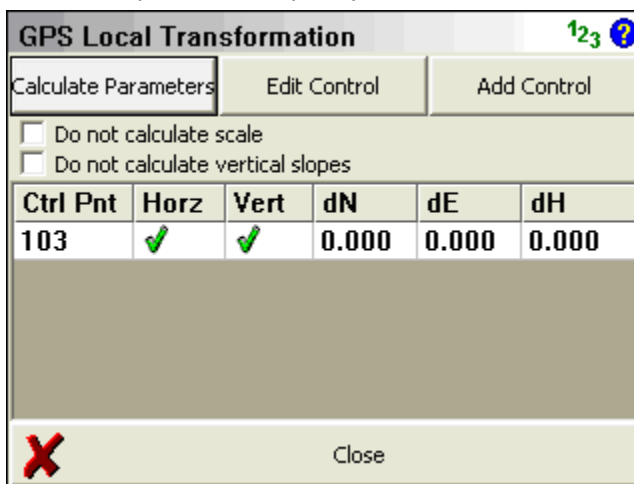 GPS Local Transformation 123 ?
Calculate Parameters Edit Control Add Control
Do not calculate scale
Do not calculate vertical slopes
Ctrl Pnt Horz Vert dN dE dH
103 0.000 0.000 0.000
Close